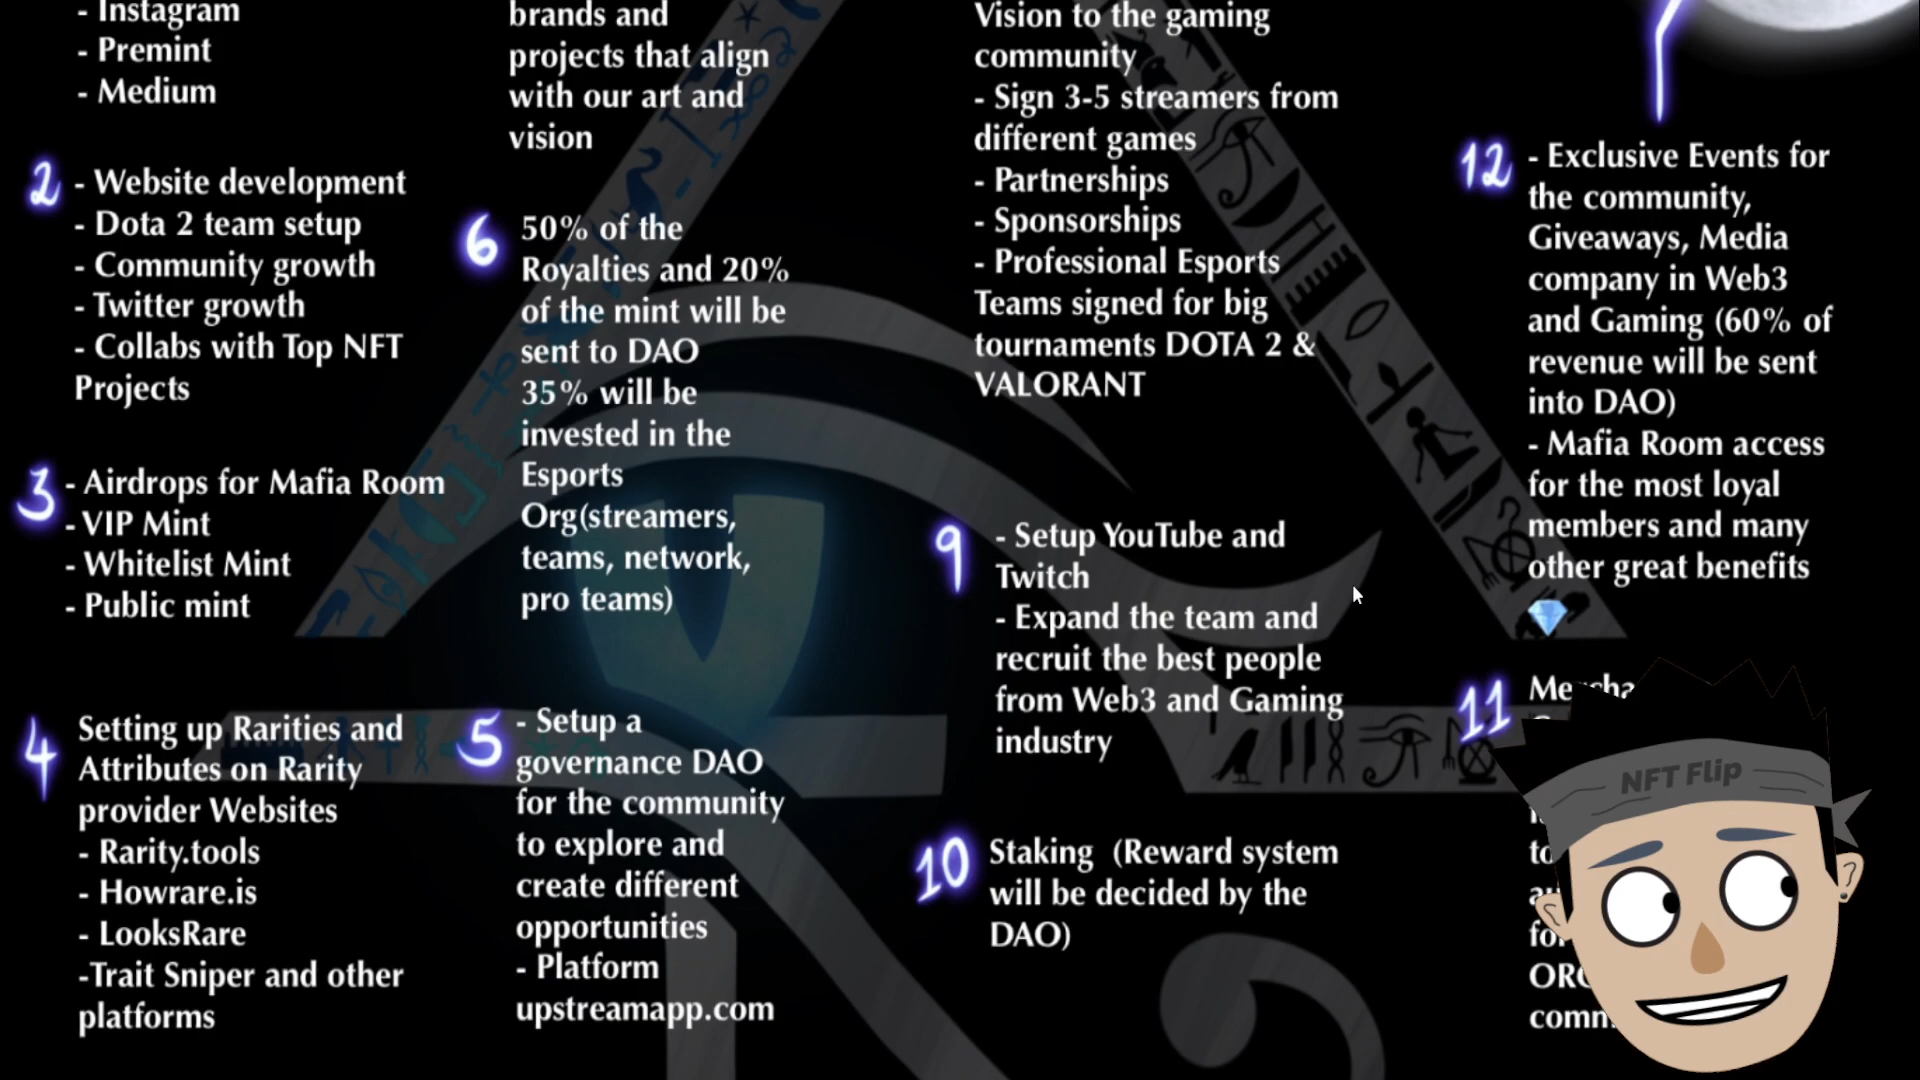 - Instagram
- Premint
- Medium
2
- Website development
- Dota 2 team setup
- Community growth
- Twitter growth
- Collabs with Top NFT
Projects
3
- Airdrops for Mafia Room
- VIP Mint
- Whitelist Mint
- Public mint
4
Setting up Rarities and
Attributes on Rarity
provider Websites
- Rarity.tools
- Howrare.is
- LooksRare
-Trait Sniper and other
platforms
brands and
projects that align
with our art and
vision
6
50% of the
Royalties and 20%
of the mint will be
sent to DAO
35% will be
invested in the
Esports
Org(streamers,
teams, network,
pro teams)
5
- Setup a
governance DAO
for the community
to explore and
create different
opportunities
- Platform
upstreamapp.com
Vision to the gaming
community
- Sign 3-5 streamers from
different games
- Partnerships
- Sponsorships
- Professional Esports
Teams signed for big
tournaments DOTA 2 &
VALORANT
9
- Setup YouTube and
Twitch
- Expand the team and
recruit the best people
from Web3 and Gaming
industry
10
Staking (Reward system
will be decided by the
DAO)
12
- Exclusive Events for
the community,
Giveaways, Media
company in Web3
and Gaming (60% of
revenue will be sent
into DAO)
- Mafia Room access
for the most loyal
members and many
other great benefits
11
NFT Flip